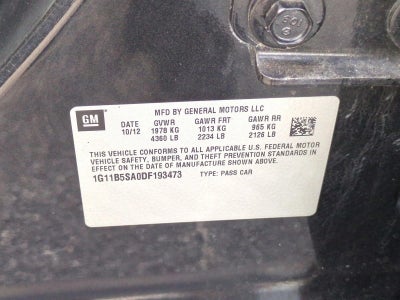 GM
MFD BY GENERAL MOTORS LLC
DATE GVWR GAWR FRT GAWR RR
10/12 1978 KG 1013 KG 965 KG
4360 LB 2234 LB 2128 LB
THIS VEHICLE CONFORMS TO ALL APPLICABLE U.S. FEDERAL MOTOR
VEHICLE SAFETY, BUMPER, AND THEFT PREVENTION STANDARDS IN
EFFECT ON THE DATE OF MANUFACTURE SHOWN ABOVE.
1G11B5SA0DF193473 TYPE: PASS CAR